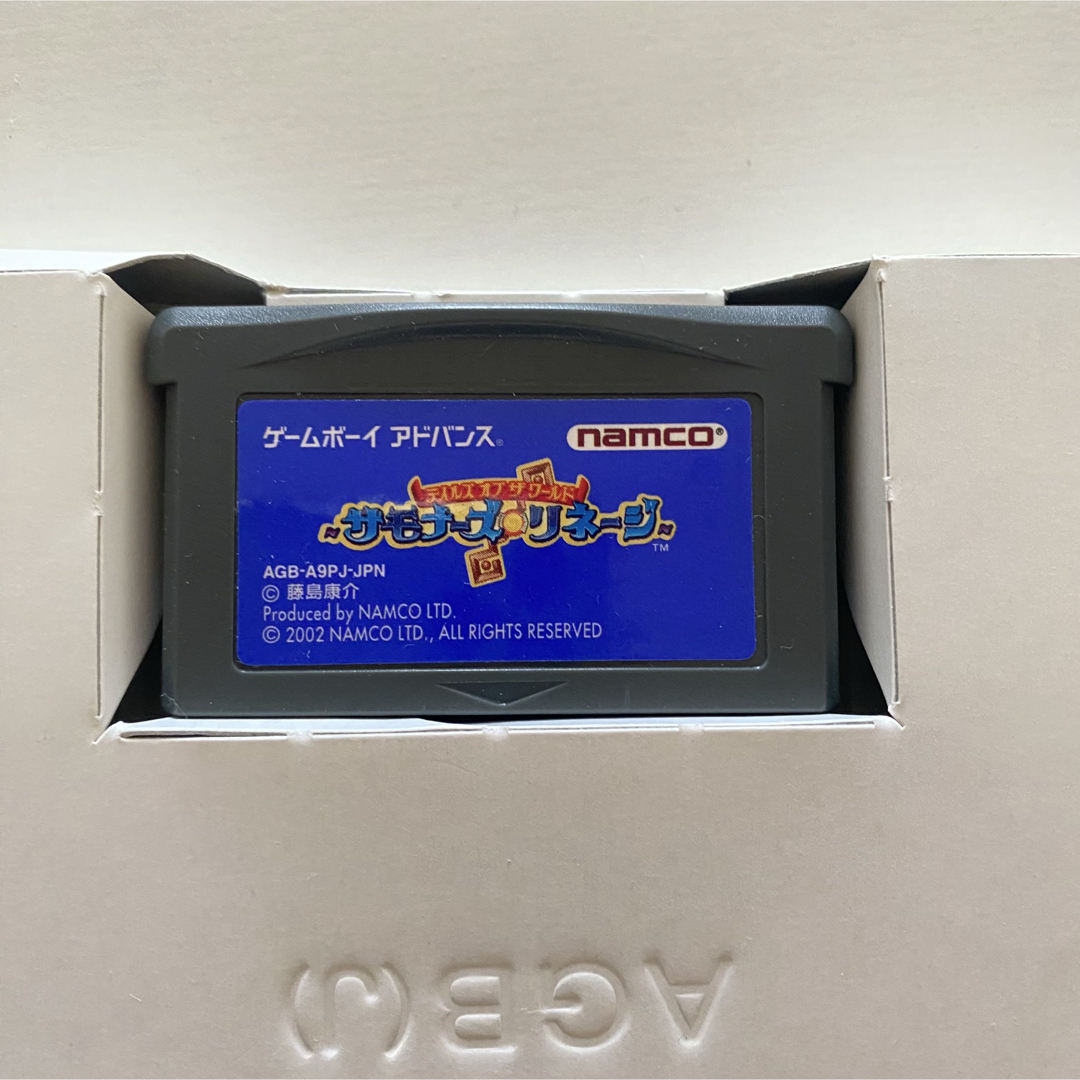 ゲームボーイ アドバンス®
namco®
テイルズ オブ ザ ワールド
~サモナーズ・リネージ~
TM
AGB-A9PJ-JPN
© 藤島康介
Produced by NAMCO LTD.
© 2002 NAMCO LTD., ALL RIGHTS RESERVED
AGB(J)